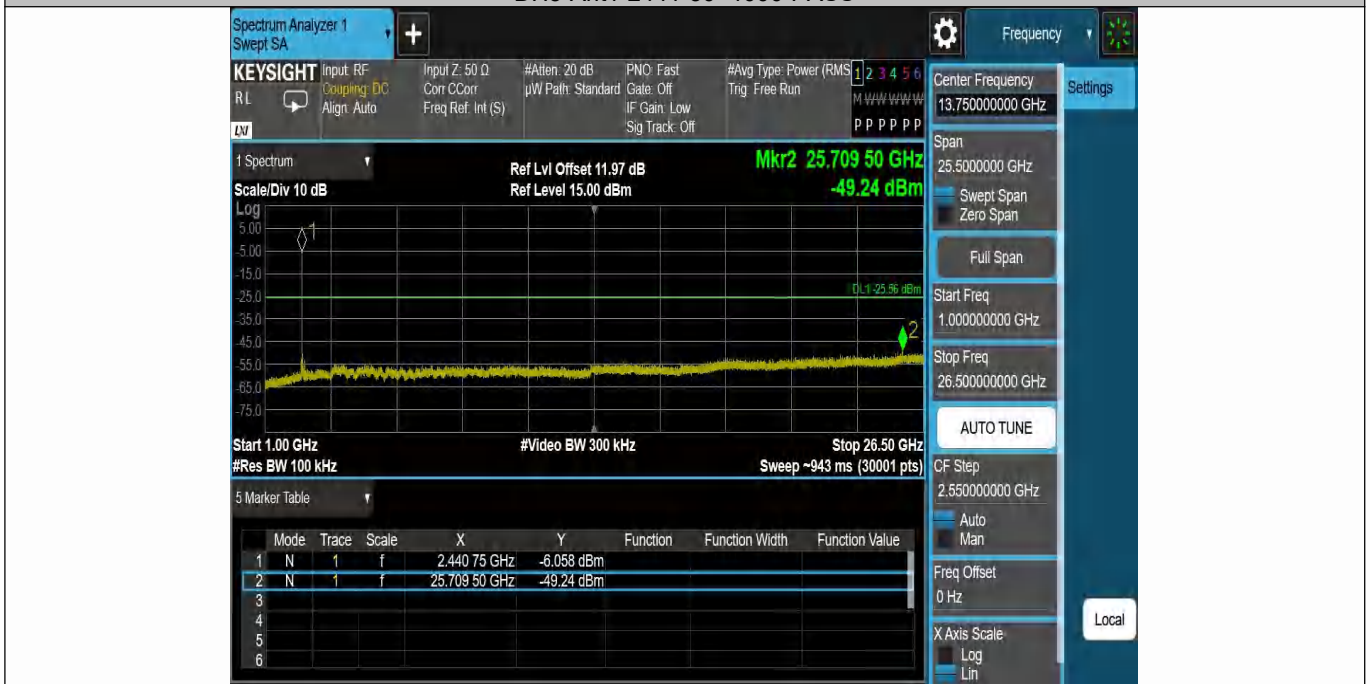 Spectrum Analyzer 1
Swept SA
+
Frequency
KEYSIGHT
RL
LXI
Input: RF
Coupling: DC
Align: Auto
Input Z: 50 Ω
Corr CCorr
Freq Ref: Int (S)
#Atten: 20 dB
µW Path: Standard
PNO: Fast
Gate: Off
IF Gain: Low
Sig Track: Off
#Avg Type: Power (RMS
Trig: Free Run
1 2 3 4 5 6
M W W W W W
P P P P P P
1 Spectrum
Scale/Div 10 dB
Ref Lvl Offset 11.97 dB
Ref Level 15.00 dBm
Mkr2 25.709 50 GHz
-49.24 dBm
Log
5.00
-5.00
-15.0
-25.0
-35.0
-45.0
-55.0
-65.0
-75.0
1
DL1 -25.56 dBm
2
Start 1.00 GHz
#Video BW 300 kHz
Stop 26.50 GHz
#Res BW 100 kHz
Sweep ~943 ms (30001 pts)
5 Marker Table
Mode Trace Scale X Y Function Function Width Function Value
1 N 1 f 2.440 75 GHz -6.058 dBm
2 N 1 f 25.709 50 GHz -49.24 dBm
3
4
5
6
Center Frequency
13.750000000 GHz
Span
25.5000000 GHz
Swept Span
Zero Span
Full Span
Start Freq
1.000000000 GHz
Stop Freq
26.500000000 GHz
AUTO TUNE
CF Step
2.550000000 GHz
Auto
Man
Freq Offset
0 Hz
X Axis Scale
Log
Lin
Settings
Local